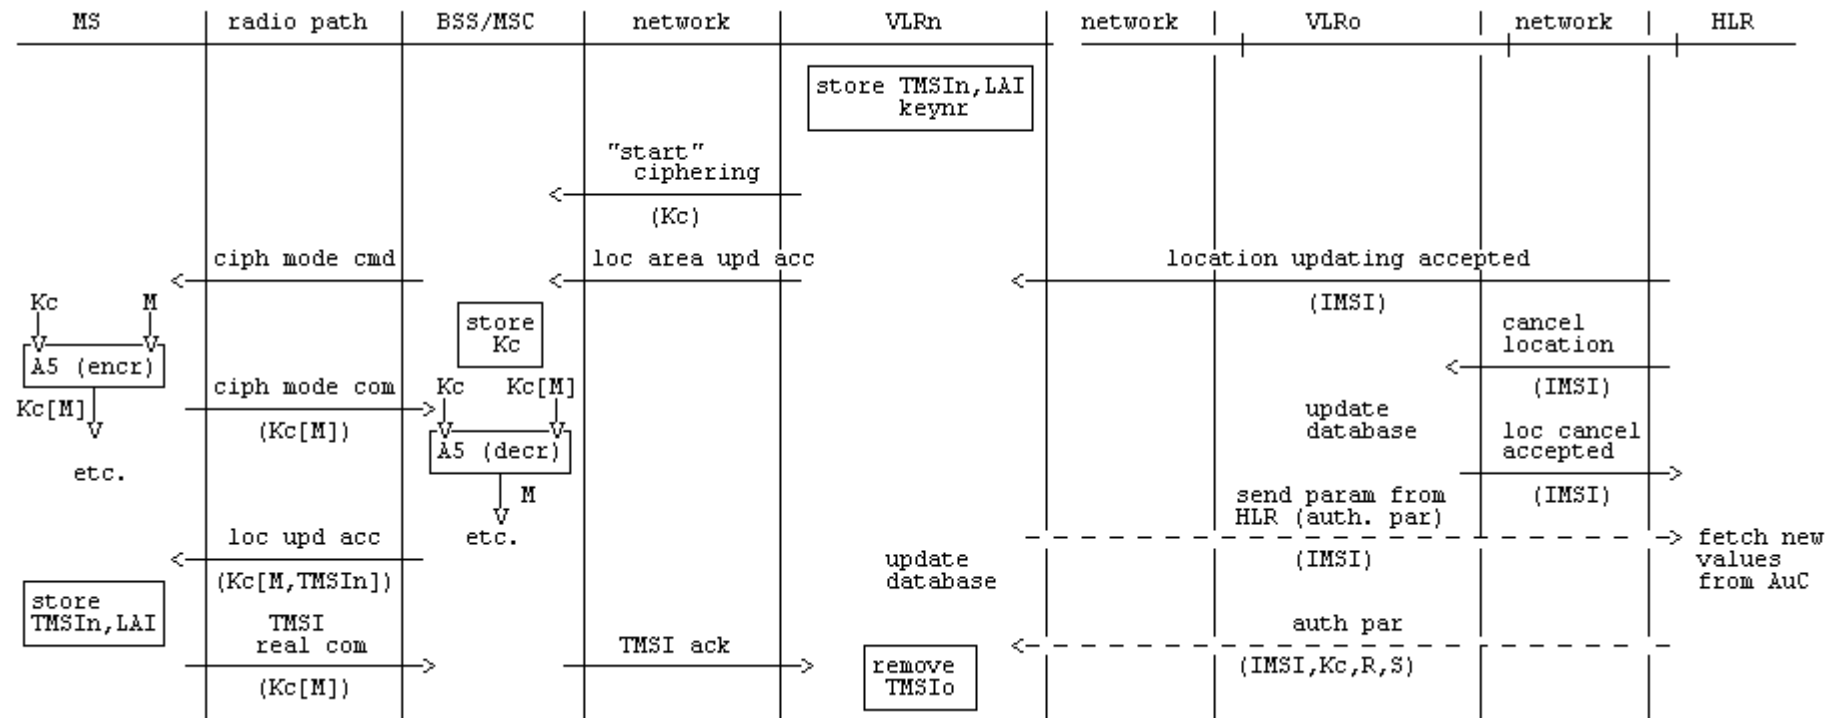 MS radio path BSS/MSC network VLRn network VLRo network HLR
store TMSIn,LAI
keynr
"start"
ciphering
(Kc)
ciph mode cmd loc area upd acc location updating accepted
Kc M (IMSI)
store
Kc
cancel
location
A5 (encr)
ciph mode com Kc Kc[M] (IMSI)
Kc[M] (Kc[M])
update
database
loc cancel
accepted
A5 (decr)
etc.
M
send param from
HLR (auth. par)
(IMSI)
loc upd acc etc.
(IMSI)
fetch new
values
from AuC
update
database
(Kc[M,TMSIn])
store
TMSIn,LAI
TMSI
real com
TMSI ack
auth par
(Kc[M])
remove
TMSIo
(IMSI,Kc,R,S)